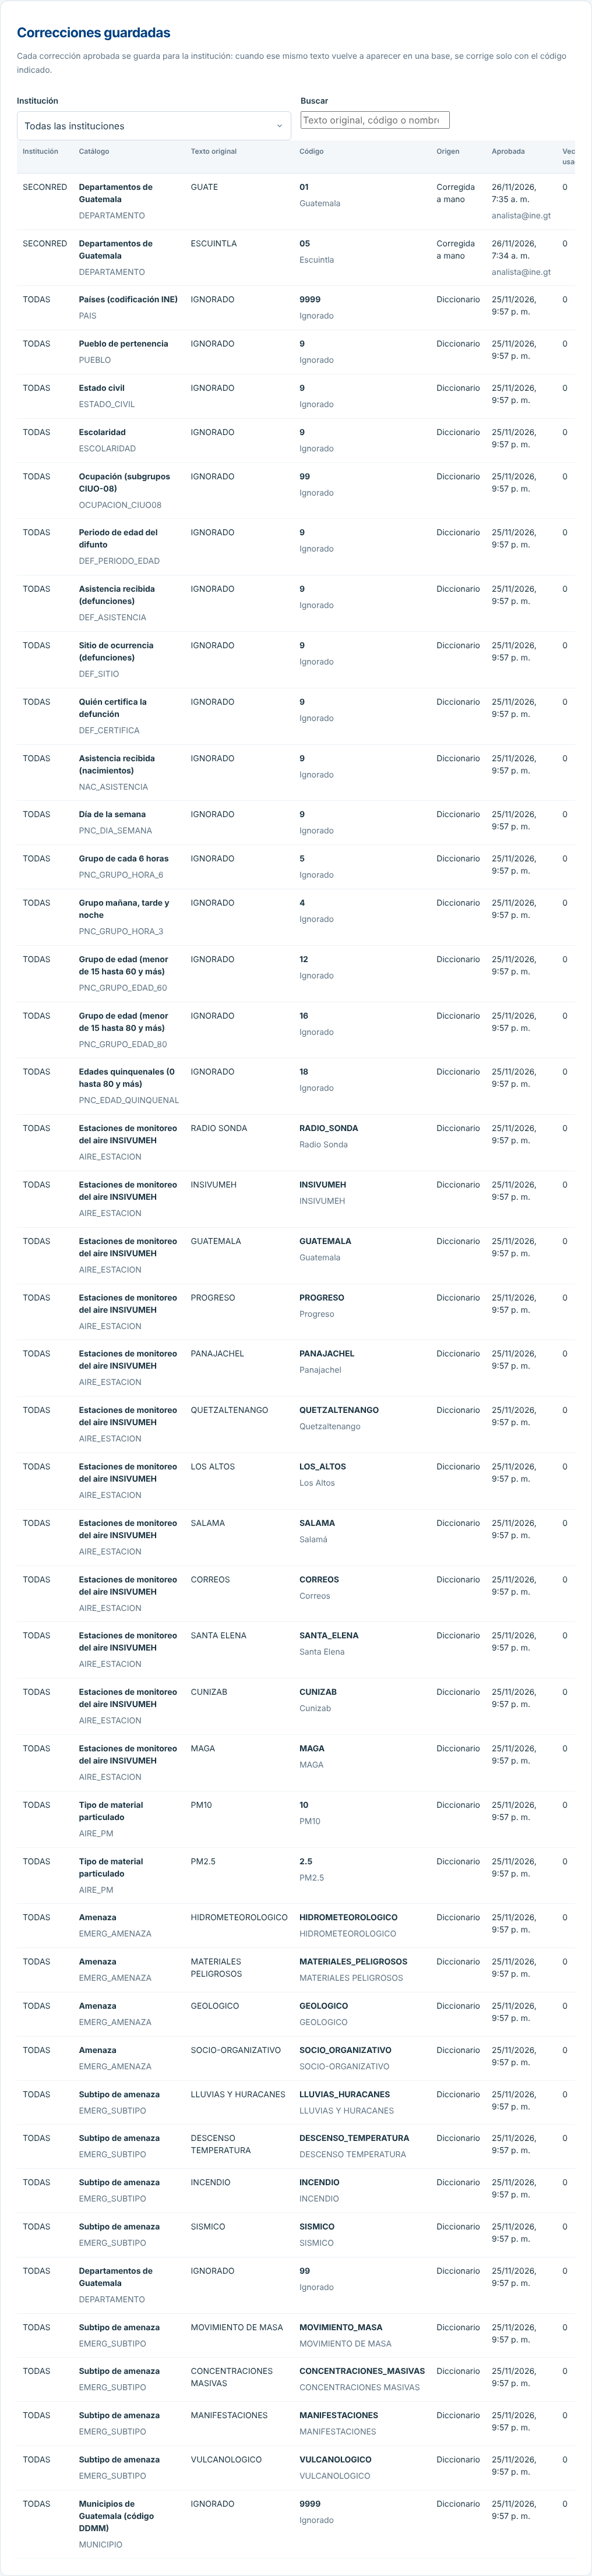 Correcciones guardadas
Cada corrección aprobada se guarda para la institución: cuando ese mismo texto vuelve a aparecer en una base, se corrige solo con el código
indicado.
Institución
Buscar
Todas las instituciones
Texto original, código o nombre
Institución Catálogo Texto original Código Origen Aprobada
SECONRED Departamentos de Guatemala DEPARTAMENTO GUATE 01 Guatemala Corregida a mano 26/11/2026, 7:35 a. m. analista@ine.gt 0
SECONRED Departamentos de Guatemala DEPARTAMENTO ESCUINTLA 05 Escuintla Corregida a mano 26/11/2026, 7:34 a. m. analista@ine.gt 0
TODAS Países (codificación INE) PAIS IGNORADO 9999 Ignorado Diccionario 25/11/2026, 9:57 p. m. 0
TODAS Pueblo de pertenencia PUEBLO IGNORADO 9 Ignorado Diccionario 25/11/2026, 9:57 p. m. 0
TODAS Estado civil ESTADO_CIVIL IGNORADO 9 Ignorado Diccionario 25/11/2026, 9:57 p. m. 0
TODAS Escolaridad ESCOLARIDAD IGNORADO 9 Ignorado Diccionario 25/11/2026, 9:57 p. m. 0
TODAS Ocupación (subgrupos CIUO-08) OCUPACION_CIUO08 IGNORADO 99 Ignorado Diccionario 25/11/2026, 9:57 p. m. 0
TODAS Periodo de edad del difunto DEF_PERIODO_EDAD IGNORADO 9 Ignorado Diccionario 25/11/2026, 9:57 p. m. 0
TODAS Asistencia recibida (defunciones) DEF_ASISTENCIA IGNORADO 9 Ignorado Diccionario 25/11/2026, 9:57 p. m. 0
TODAS Sitio de ocurrencia (defunciones) DEF_SITIO IGNORADO 9 Ignorado Diccionario 25/11/2026, 9:57 p. m. 0
TODAS Quién certifica la defunción DEF_CERTIFICA IGNORADO 9 Ignorado Diccionario 25/11/2026, 9:57 p. m. 0
TODAS Asistencia recibida (nacimientos) NAC_ASISTENCIA IGNORADO 9 Ignorado Diccionario 25/11/2026, 9:57 p. m. 0
TODAS Día de la semana PNC_DIA_SEMANA IGNORADO 9 Ignorado Diccionario 25/11/2026, 9:57 p. m. 0
TODAS Grupo de cada 6 horas PNC_GRUPO_HORA_6 IGNORADO 5 Ignorado Diccionario 25/11/2026, 9:57 p. m. 0
TODAS Grupo mañana, tarde y noche PNC_GRUPO_HORA_3 IGNORADO 4 Ignorado Diccionario 25/11/2026, 9:57 p. m. 0
TODAS Grupo de edad (menor de 15 hasta 60 y más) PNC_GRUPO_EDAD_60 IGNORADO 12 Ignorado Diccionario 25/11/2026, 9:57 p. m. 0
TODAS Grupo de edad (menor de 15 hasta 80 y más) PNC_GRUPO_EDAD_80 IGNORADO 16 Ignorado Diccionario 25/11/2026, 9:57 p. m. 0
TODAS Edades quinquenales (0 hasta 80 y más) PNC_EDAD_QUINQUENAL IGNORADO 18 Ignorado Diccionario 25/11/2026, 9:57 p. m. 0
TODAS Estaciones de monitoreo del aire INSIVUMEH AIRE_ESTACION RADIO SONDA RADIO_SONDA Radio Sonda Diccionario 25/11/2026, 9:57 p. m. 0
TODAS Estaciones de monitoreo del aire INSIVUMEH AIRE_ESTACION INSIVUMEH INSIVUMEH INSIVUMEH Diccionario 25/11/2026, 9:57 p. m. 0
TODAS Estaciones de monitoreo del aire INSIVUMEH AIRE_ESTACION GUATEMALA GUATEMALA Guatemala Diccionario 25/11/2026, 9:57 p. m. 0
TODAS Estaciones de monitoreo del aire INSIVUMEH AIRE_ESTACION PROGRESO PROGRESO Progreso Diccionario 25/11/2026, 9:57 p. m. 0
TODAS Estaciones de monitoreo del aire INSIVUMEH AIRE_ESTACION PANAJACHEL PANAJACHEL Panajachel Diccionario 25/11/2026, 9:57 p. m. 0
TODAS Estaciones de monitoreo del aire INSIVUMEH AIRE_ESTACION QUETZALTENANGO QUETZALTENANGO Quetzaltenango Diccionario 25/11/2026, 9:57 p. m. 0
TODAS Estaciones de monitoreo del aire INSIVUMEH AIRE_ESTACION LOS ALTOS LOS_ALTOS Los Altos Diccionario 25/11/2026, 9:57 p. m. 0
TODAS Estaciones de monitoreo del aire INSIVUMEH AIRE_ESTACION SALAMA SALAMA Salamá Diccionario 25/11/2026, 9:57 p. m. 0
TODAS Estaciones de monitoreo del aire INSIVUMEH AIRE_ESTACION CORREOS CORREOS Correos Diccionario 25/11/2026, 9:57 p. m. 0
TODAS Estaciones de monitoreo del aire INSIVUMEH AIRE_ESTACION SANTA ELENA SANTA_ELENA Santa Elena Diccionario 25/11/2026, 9:57 p. m. 0
TODAS Estaciones de monitoreo del aire INSIVUMEH AIRE_ESTACION CUNIZAB CUNIZAB Cunizab Diccionario 25/11/2026, 9:57 p. m. 0
TODAS Estaciones de monitoreo del aire INSIVUMEH AIRE_ESTACION MAGA MAGA MAGA Diccionario 25/11/2026, 9:57 p. m. 0
TODAS Tipo de material particulado AIRE_PM PM10 10 PM10 Diccionario 25/11/2026, 9:57 p. m. 0
TODAS Tipo de material particulado AIRE_PM PM2.5 2.5 PM2.5 Diccionario 25/11/2026, 9:57 p. m. 0
TODAS Amenaza EMERG_AMENAZA HIDROMETEOROLOGICO HIDROMETEOROLOGICO HIDROMETEOROLOGICO Diccionario 25/11/2026, 9:57 p. m. 0
TODAS Amenaza EMERG_AMENAZA MATERIALES PELIGROSOS MATERIALES_PELIGROSOS MATERIALES PELIGROSOS Diccionario 25/11/2026, 9:57 p. m. 0
TODAS Amenaza EMERG_AMENAZA GEOLOGICO GEOLOGICO GEOLOGICO Diccionario 25/11/2026, 9:57 p. m. 0
TODAS Amenaza EMERG_AMENAZA SOCIO-ORGANIZATIVO SOCIO_ORGANIZATIVO SOCIO-ORGANIZATIVO Diccionario 25/11/2026, 9:57 p. m. 0
TODAS Subtipo de amenaza EMERG_SUBTIPO LLUVIAS Y HURACANES LLUVIAS_HURACANES LLUVIAS Y HURACANES Diccionario 25/11/2026, 9:57 p. m. 0
TODAS Subtipo de amenaza EMERG_SUBTIPO DESCENSO TEMPERATURA DESCENSO_TEMPERATURA DESCENSO TEMPERATURA Diccionario 25/11/2026, 9:57 p. m. 0
TODAS Subtipo de amenaza EMERG_SUBTIPO INCENDIO INCENDIO INCENDIO Diccionario 25/11/2026, 9:57 p. m. 0
TODAS Subtipo de amenaza EMERG_SUBTIPO SISMICO SISMICO SISMICO Diccionario 25/11/2026, 9:57 p. m. 0
TODAS Departamentos de Guatemala DEPARTAMENTO IGNORADO 99 Ignorado Diccionario 25/11/2026, 9:57 p. m. 0
TODAS Subtipo de amenaza EMERG_SUBTIPO MOVIMIENTO DE MASA MOVIMIENTO_MASA MOVIMIENTO DE MASA Diccionario 25/11/2026, 9:57 p. m. 0
TODAS Subtipo de amenaza EMERG_SUBTIPO CONCENTRACIONES MASIVAS CONCENTRACIONES_MASIVAS CONCENTRACIONES MASIVAS Diccionario 25/11/2026, 9:57 p. m. 0
TODAS Subtipo de amenaza EMERG_SUBTIPO MANIFESTACIONES MANIFESTACIONES MANIFESTACIONES Diccionario 25/11/2026, 9:57 p. m. 0
TODAS Subtipo de amenaza EMERG_SUBTIPO VULCANOLOGICO VULCANOLOGICO VULCANOLOGICO Diccionario 25/11/2026, 9:57 p. m. 0
TODAS Municipios de Guatemala (código DDMM) MUNICIPIO IGNORADO 9999 Ignorado Diccionario 25/11/2026, 9:57 p. m. 0